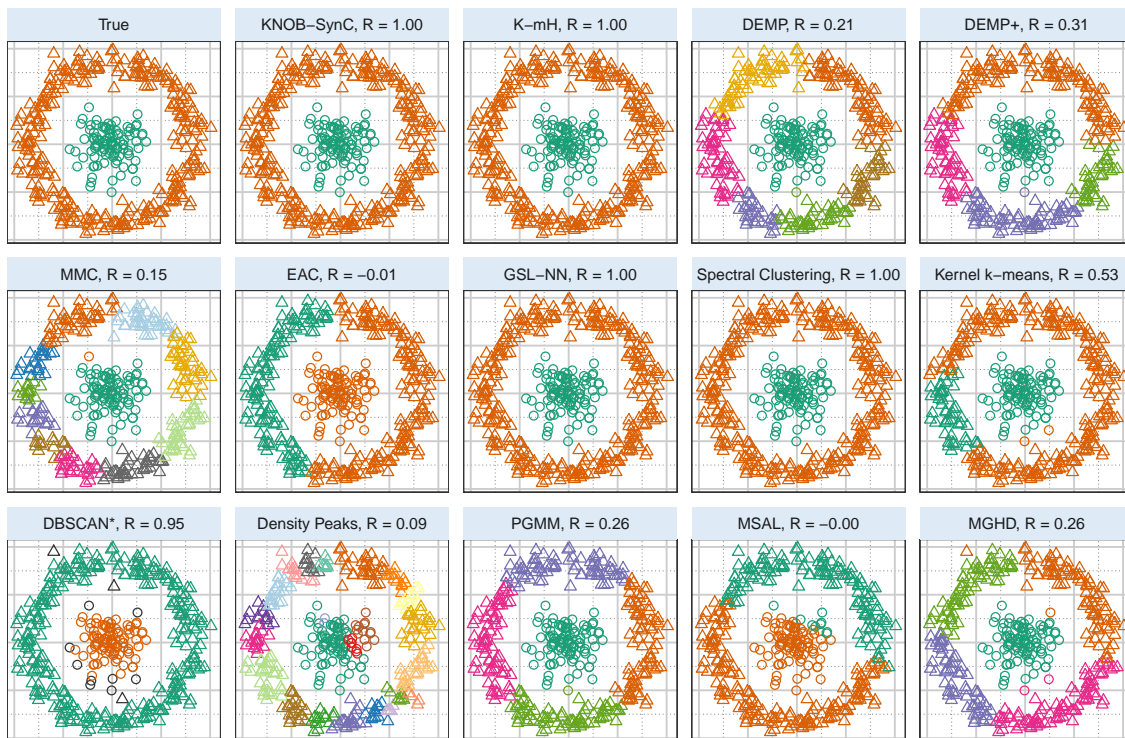 True
KNOB−SynC, R = 1.00
K−mH, R = 1.00
DEMP, R = 0.21
DEMP+, R = 0.31
MMC, R = 0.15
EAC, R = −0.01
GSL−NN, R = 1.00
Spectral Clustering, R = 1.00
Kernel k−means, R = 0.53
DBSCAN*, R = 0.95
Density Peaks, R = 0.09
PGMM, R = 0.26
MSAL, R = −0.00
MGHD, R = 0.26